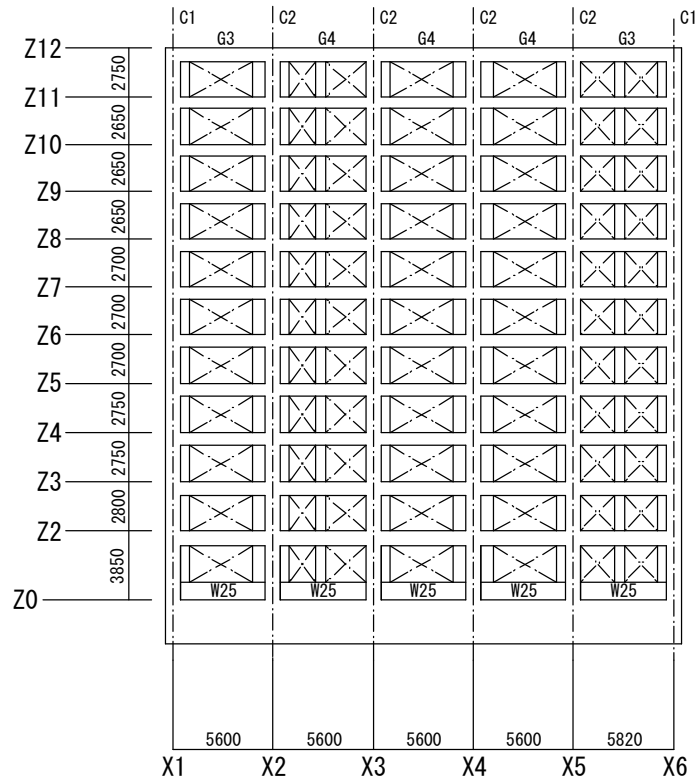 C1 C2 C2 C2 C2 C1
G3 G4 G4 G4 G3
Z12
2750
Z11
2650
Z10
2650
Z9
2650
Z8
2700
Z7
2700
Z6
2700
Z5
2750
Z4
2750
Z3
2800
Z2
3850
W25 W25 W25 W25 W25
Z0
5600 5600 5600 5600 5820
X1 X2 X3 X4 X5 X6